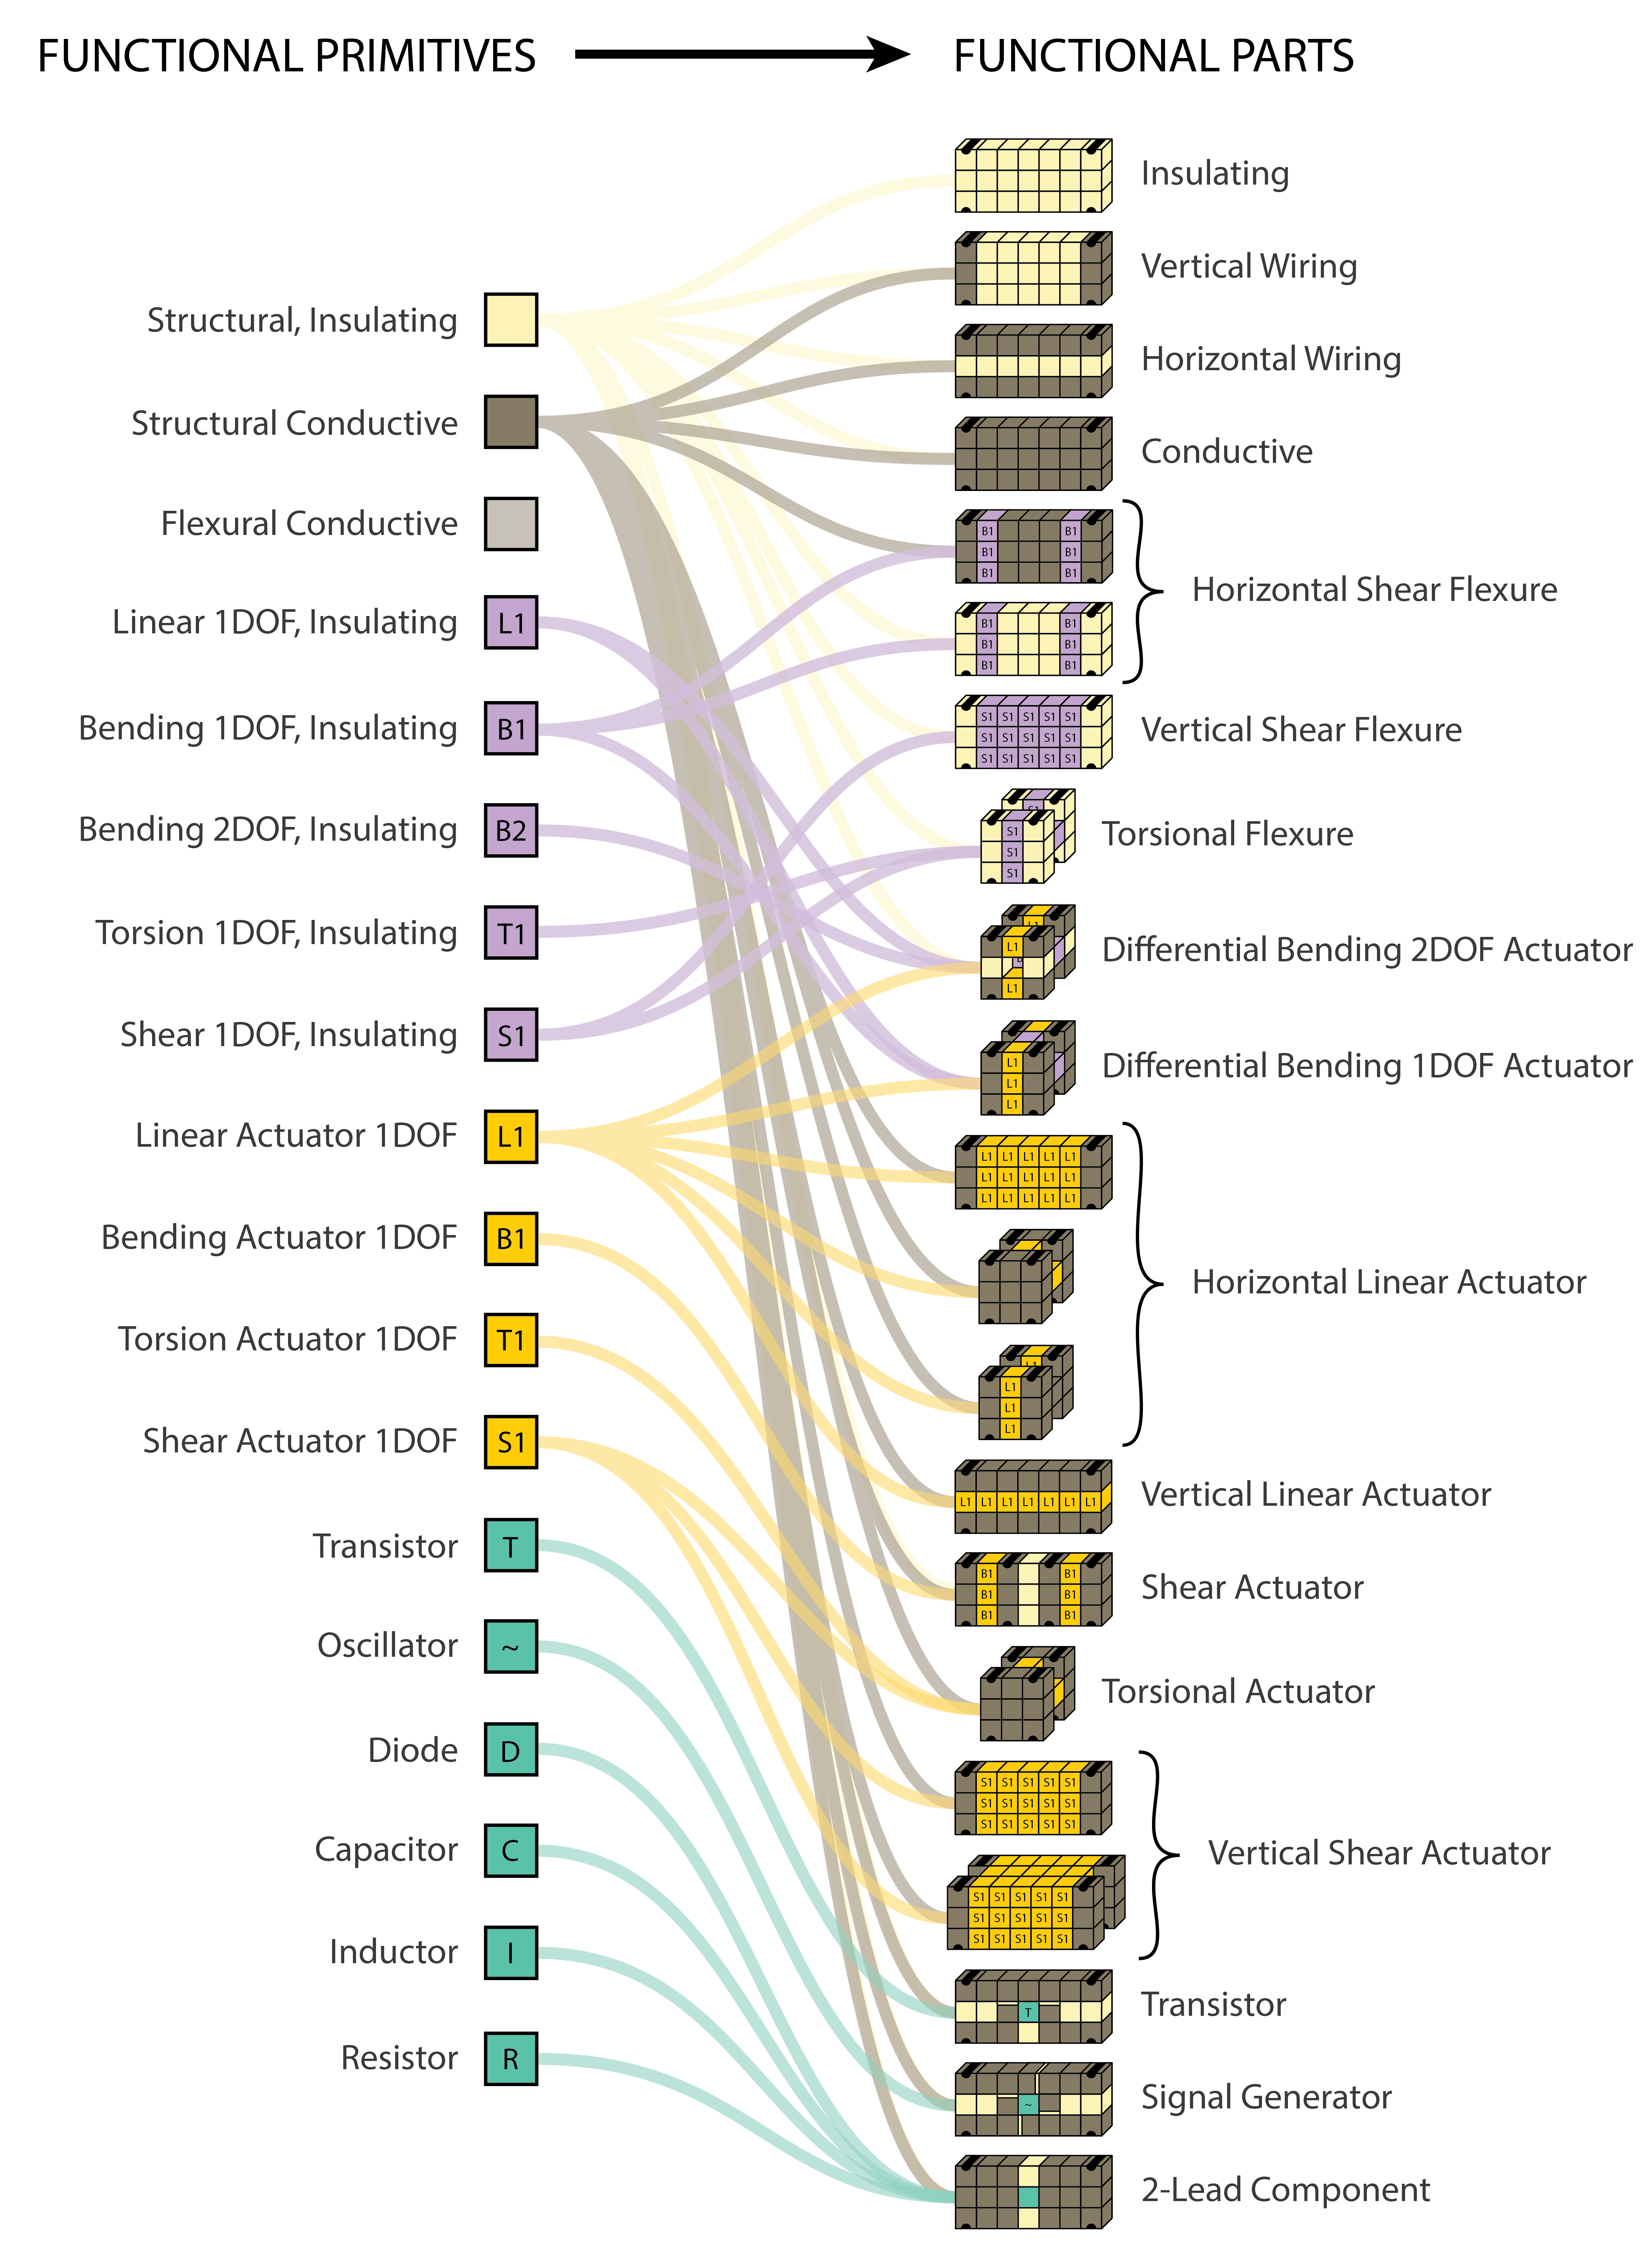 FUNCTIONAL PRIMITIVES
FUNCTIONAL PARTS
Structural, Insulating
Structural Conductive
Flexural Conductive
Linear 1DOF, Insulating
L1
Bending 1DOF, Insulating
B1
Bending 2DOF, Insulating
B2
Torsion 1DOF, Insulating
T1
Shear 1DOF, Insulating
S1
Linear Actuator 1DOF
L1
Bending Actuator 1DOF
B1
Torsion Actuator 1DOF
T1
Shear Actuator 1DOF
S1
Transistor
T
Oscillator
~
Diode
D
Capacitor
C
Inductor
I
Resistor
R
Insulating
Vertical Wiring
Horizontal Wiring
Conductive
B1 B1
B1 B1
B1 B1
B1 B1
B1 B1
B1 B1
Horizontal Shear Flexure
S1 S1 S1 S1 S1
S1 S1 S1 S1 S1
S1 S1 S1 S1 S1
Vertical Shear Flexure
S1
S1
S1
S1
Torsional Flexure
L1
L1
L1
Differential Bending 2DOF Actuator
L1
L1
L1
Differential Bending 1DOF Actuator
L1 L1 L1 L1 L1
L1 L1 L1 L1 L1
L1 L1 L1 L1 L1
L1
L1
L1
L1
Horizontal Linear Actuator
L1 L1 L1 L1 L1 L1 L1
Vertical Linear Actuator
B1 B1
B1 B1
B1 B1
Shear Actuator
Torsional Actuator
S1 S1 S1 S1 S1
S1 S1 S1 S1 S1
S1 S1 S1 S1 S1
S1 S1 S1 S1 S1
S1 S1 S1 S1 S1
S1 S1 S1 S1 S1
Vertical Shear Actuator
T
Transistor
~
Signal Generator
2-Lead Component